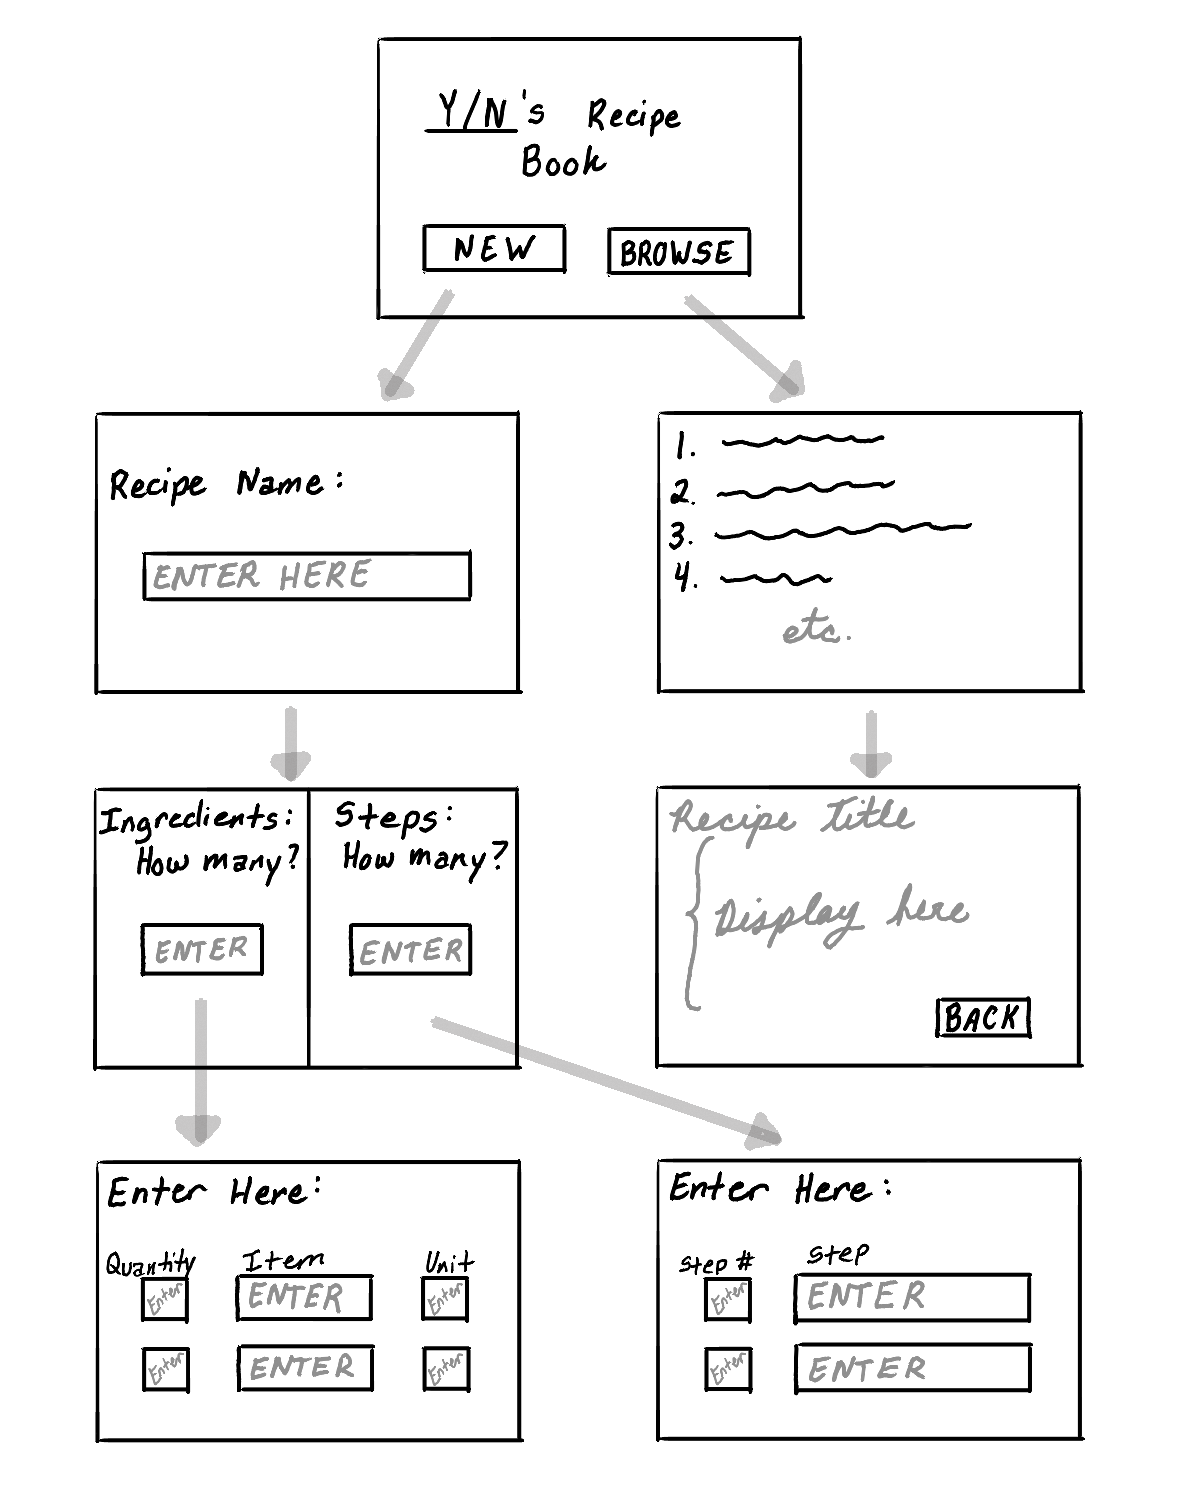 Y/N's Recipe
Book
NEW
BROWSE
Recipe Name:
ENTER HERE
1.
2.
3.
4.
etc.
Ingredients:
How many?
ENTER
Steps:
How many?
ENTER
Recipe Title
Display here
BACK
Enter Here:
Quantity Item Unit
Enter ENTER Enter
Enter ENTER Enter
Enter Here:
Step # Step
Enter ENTER
Enter ENTER